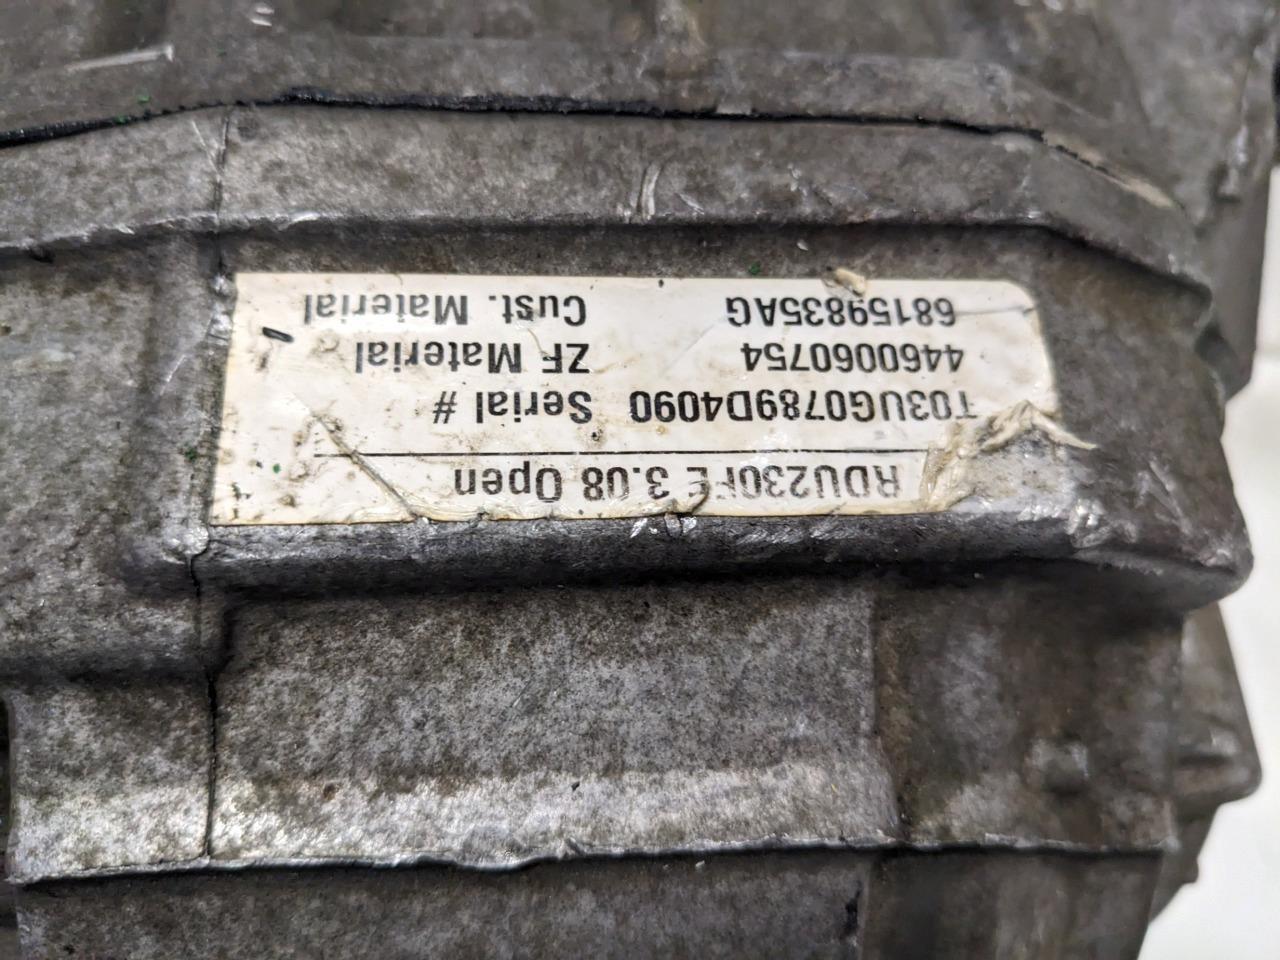 RDU230FE 3.08 Open
T03UG0789D4090 Serial #
4460060754 ZF Material
68159835AG Cust. Material